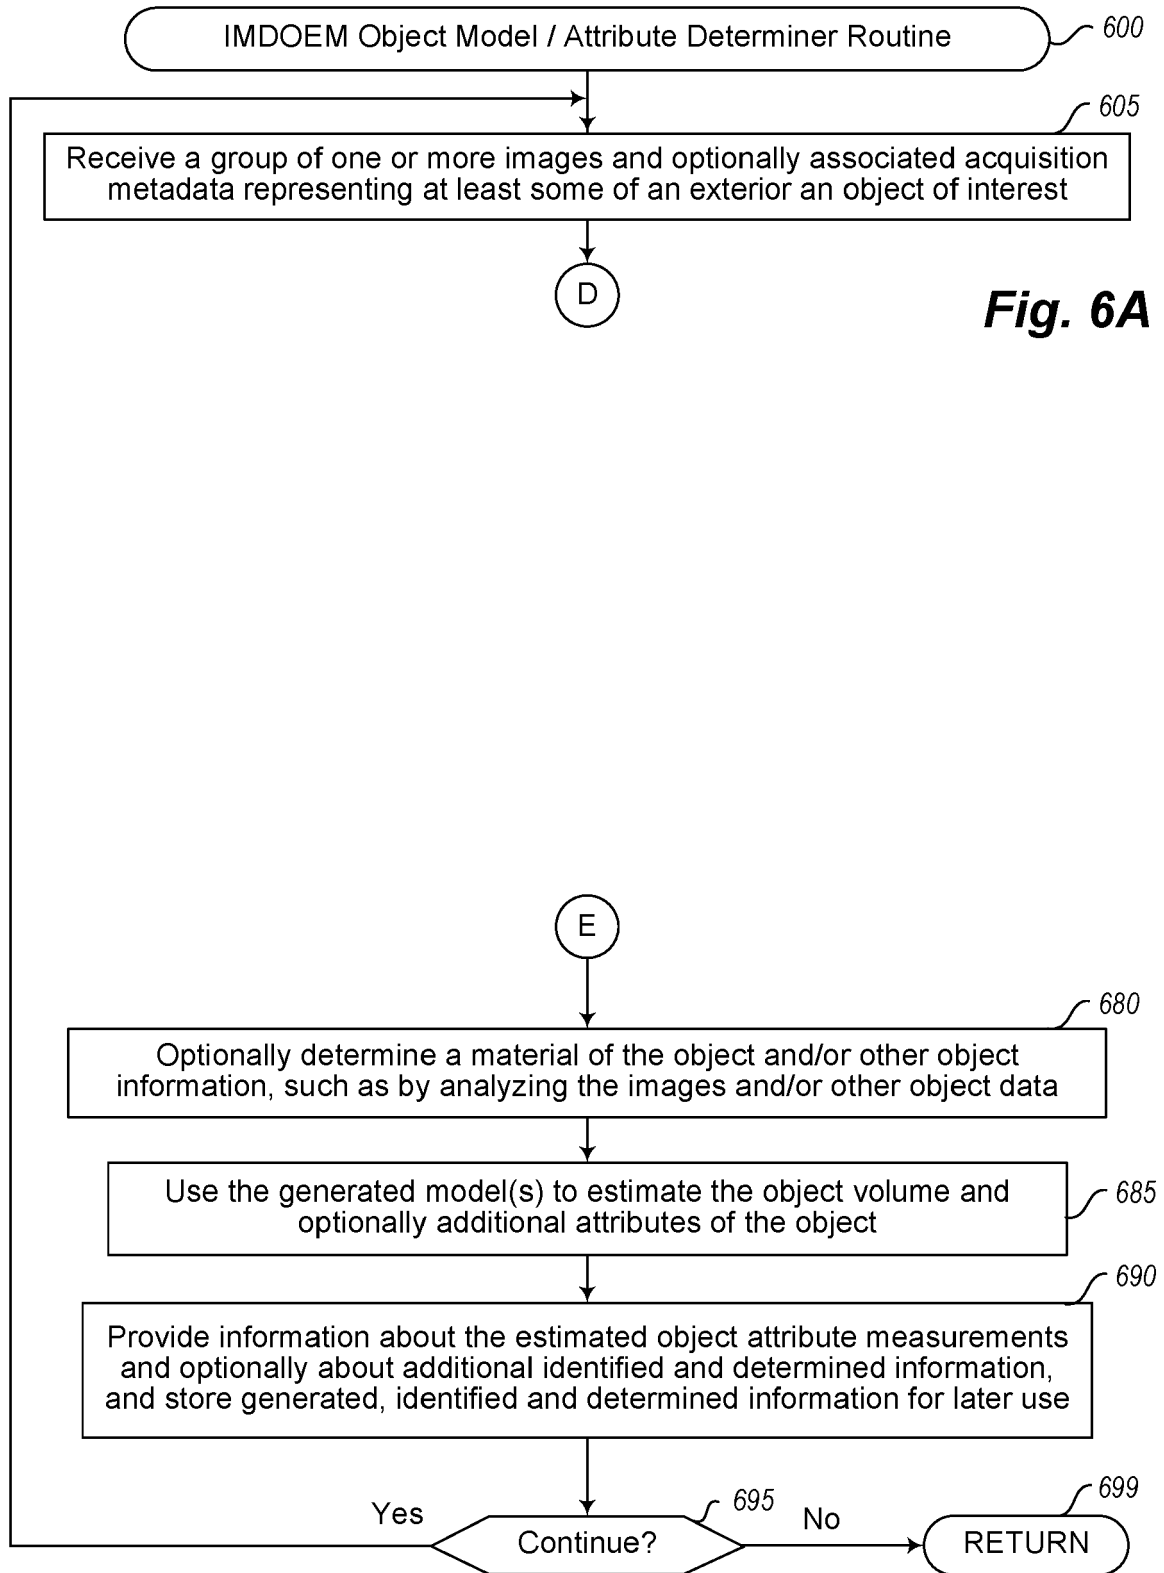 IMDOEM Object Model / Attribute Determiner Routine
600
605
Receive a group of one or more images and optionally associated acquisition
metadata representing at least some of an exterior an object of interest
D
Fig. 6A
E
680
Optionally determine a material of the object and/or other object
information, such as by analyzing the images and/or other object data
Use the generated model(s) to estimate the object volume and
optionally additional attributes of the object
685
690
Provide information about the estimated object attribute measurements
and optionally about additional identified and determined information,
and store generated, identified and determined information for later use
Yes
695
Continue?
No
699
RETURN